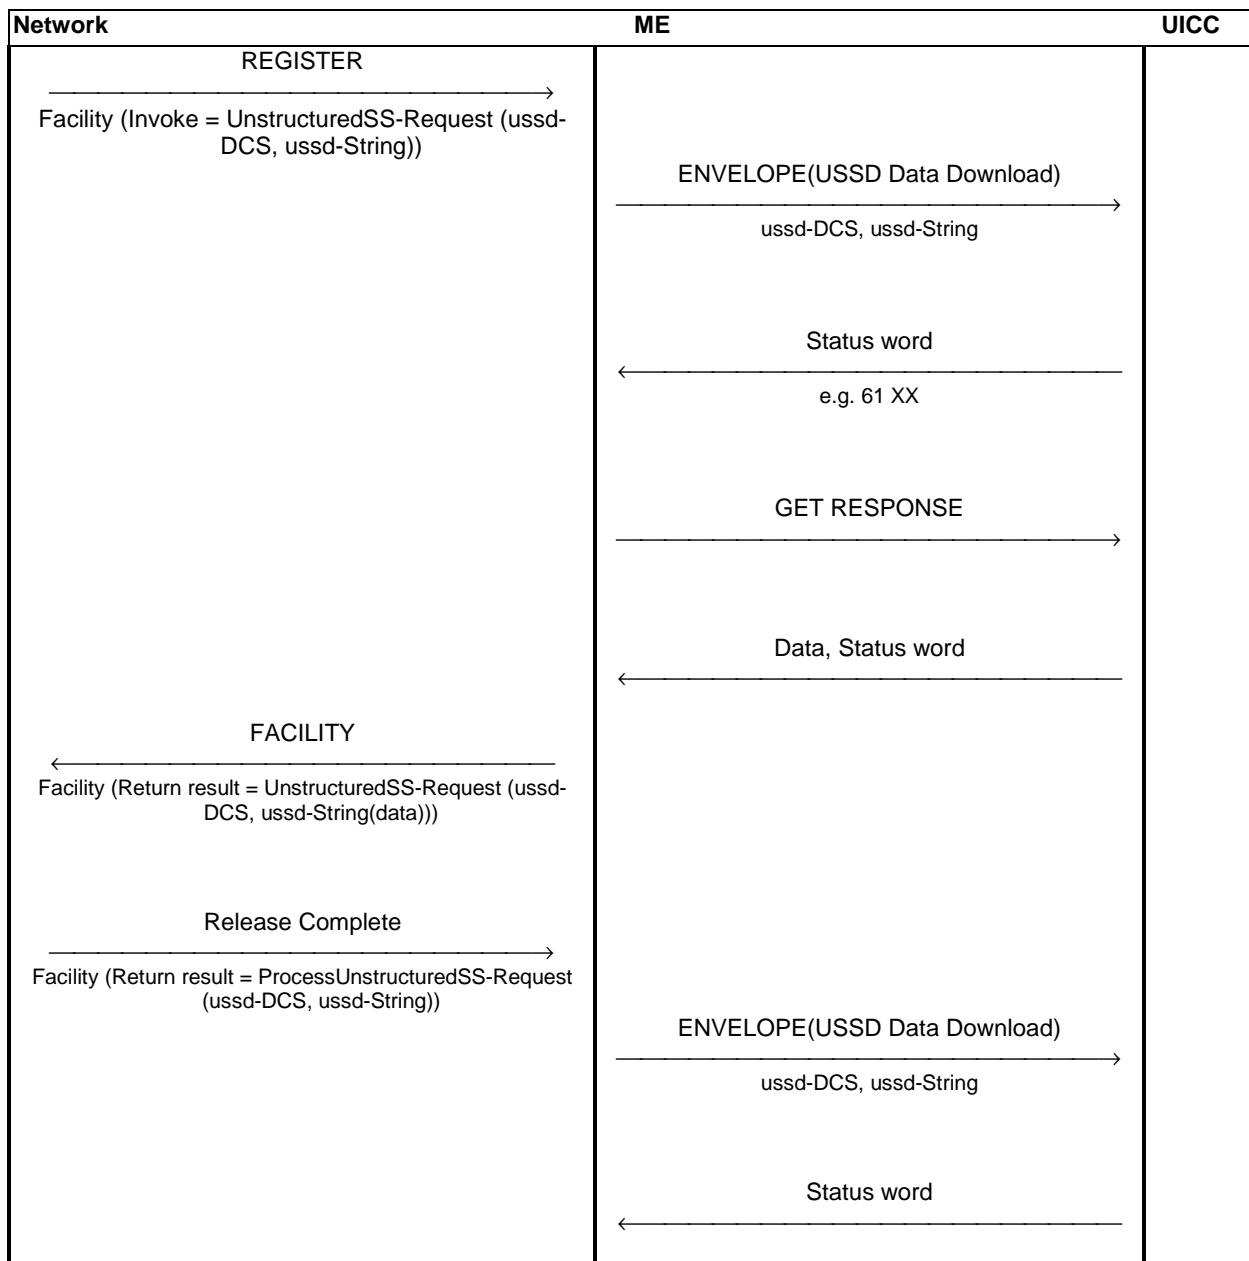 Network ME UICC
REGISTER
Facility (Invoke = UnstructuredSS-Request (ussd-
DCS, ussd-String))
ENVELOPE(USSD Data Download)
ussd-DCS, ussd-String
Status word
e.g. 61 XX
GET RESPONSE
Data, Status word
FACILITY
Facility (Return result = UnstructuredSS-Request (ussd-
DCS, ussd-String(data)))
Release Complete
Facility (Return result = ProcessUnstructuredSS-Request
(ussd-DCS, ussd-String))
ENVELOPE(USSD Data Download)
ussd-DCS, ussd-String
Status word